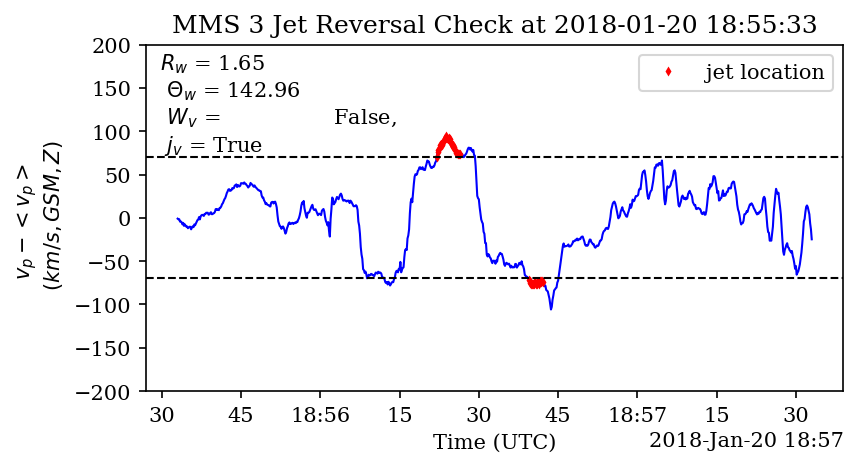 MMS 3 Jet Reversal Check at 2018-01-20 18:55:33
R_w = 1.65
Θ_w = 142.96
W_v = False,
j_v = True
jet location
200
150
100
50
0
−50
−100
−150
−200
v_p − < v_p >
(km/s, GSM, Z)
30 45 18:56 15 30 45 18:57 15 30
Time (UTC)
2018-Jan-20 18:57